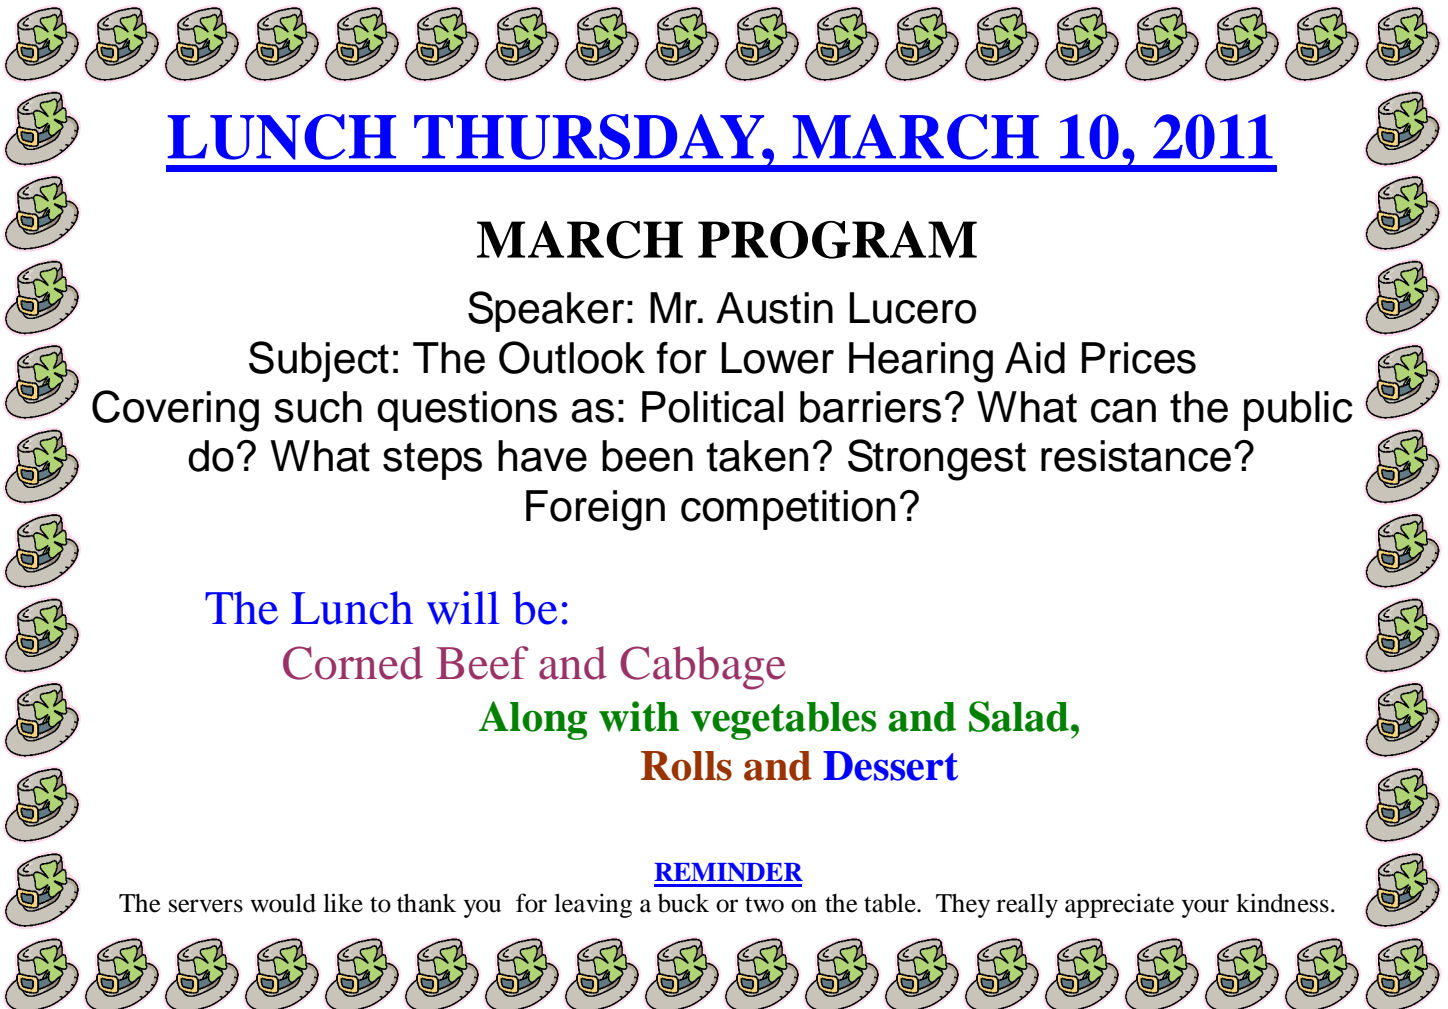 LUNCH THURSDAY, MARCH 10, 2011
MARCH PROGRAM
Speaker: Mr. Austin Lucero
Subject: The Outlook for Lower Hearing Aid Prices
Covering such questions as: Political barriers? What can the public
do? What steps have been taken? Strongest resistance?
Foreign competition?
The Lunch will be:
Corned Beef and Cabbage
Along with vegetables and Salad,
Rolls and Dessert
REMINDER
The servers would like to thank you for leaving a buck or two on the table. They really appreciate your kindness.